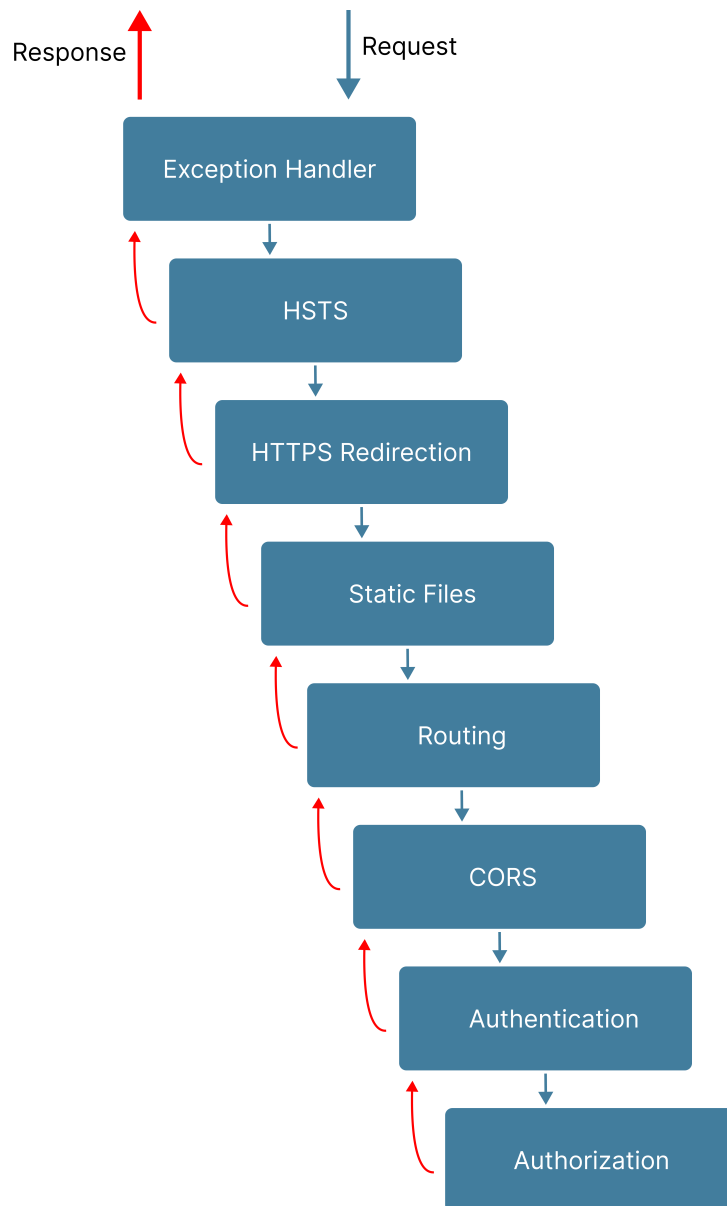 Response
Request
Exception Handler
HSTS
HTTPS Redirection
Static Files
Routing
CORS
Authentication
Authorization